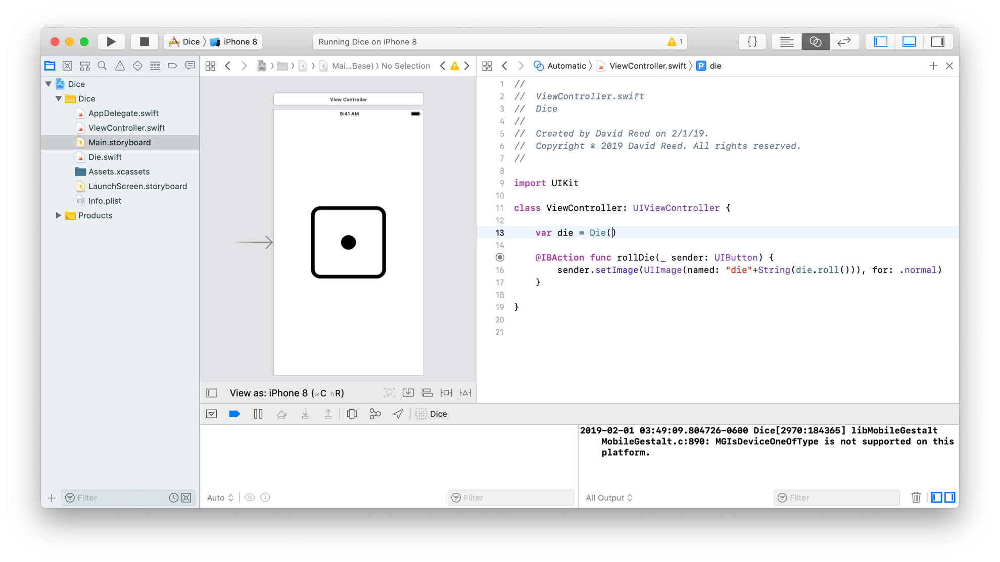 Dice 〉 iPhone 8
Running Dice on iPhone 8
1
{ }
Mai...Base) 〉 No Selection
Automatic 〉 ViewController.swift 〉 P die
Dice
Dice
AppDelegate.swift
ViewController.swift
Main.storyboard
Die.swift
Assets.xcassets
LaunchScreen.storyboard
Info.plist
Products
View Controller
9:41 AM
1 //
2 //  ViewController.swift
3 //  Dice
4 //
5 //  Created by David Reed on 2/1/19.
6 //  Copyright © 2019 David Reed. All rights reserved.
7 //
8
9 import UIKit
10
11 class ViewController: UIViewController {
12
13     var die = Die()
14
    @IBAction func rollDie(_ sender: UIButton) {
16         sender.setImage(UIImage(named: "die"+String(die.roll())), for: .normal)
17     }
18
19 }
20
21
View as: iPhone 8 (wC hR)
Dice
2019-02-01 03:49:09.804726-0600 Dice[2970:184365] libMobileGestalt
MobileGestalt.c:890: MGIsDeviceOneOfType is not supported on this
platform.
Filter
Auto
Filter
All Output
Filter